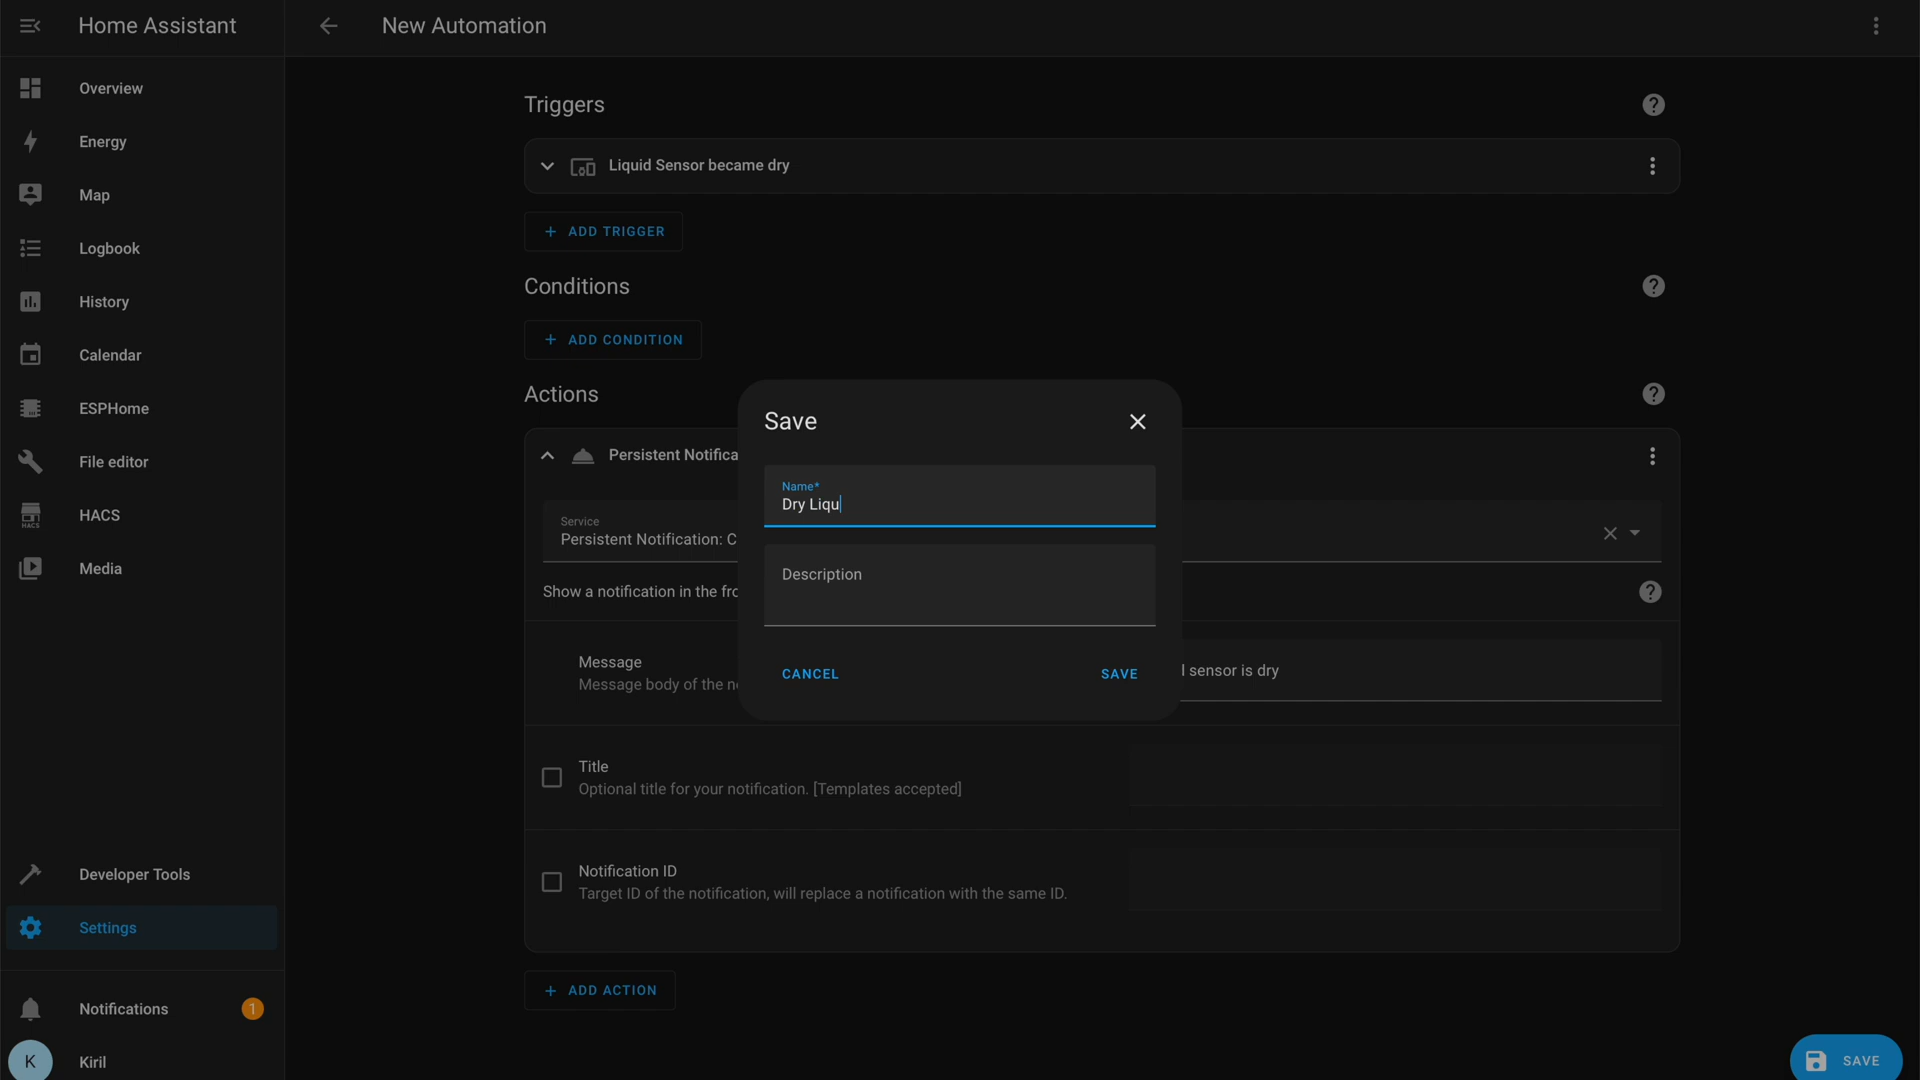 Home Assistant
New Automation
Overview
Energy
Map
Logbook
History
Calendar
ESPHome
File editor
HACS
HACS
Media
Developer Tools
Settings
Notifications
1
K
Kiril
Triggers
Liquid Sensor became dry
+ ADD TRIGGER
Conditions
+ ADD CONDITION
Actions
Persistent Notifica
Service
Persistent Notification: C
Show a notification in the fro
Message
Message body of the n
l sensor is dry
Title
Optional title for your notification. [Templates accepted]
Notification ID
Target ID of the notification, will replace a notification with the same ID.
+ ADD ACTION
Save
Name*
Dry Liqu
Description
CANCEL
SAVE
SAVE